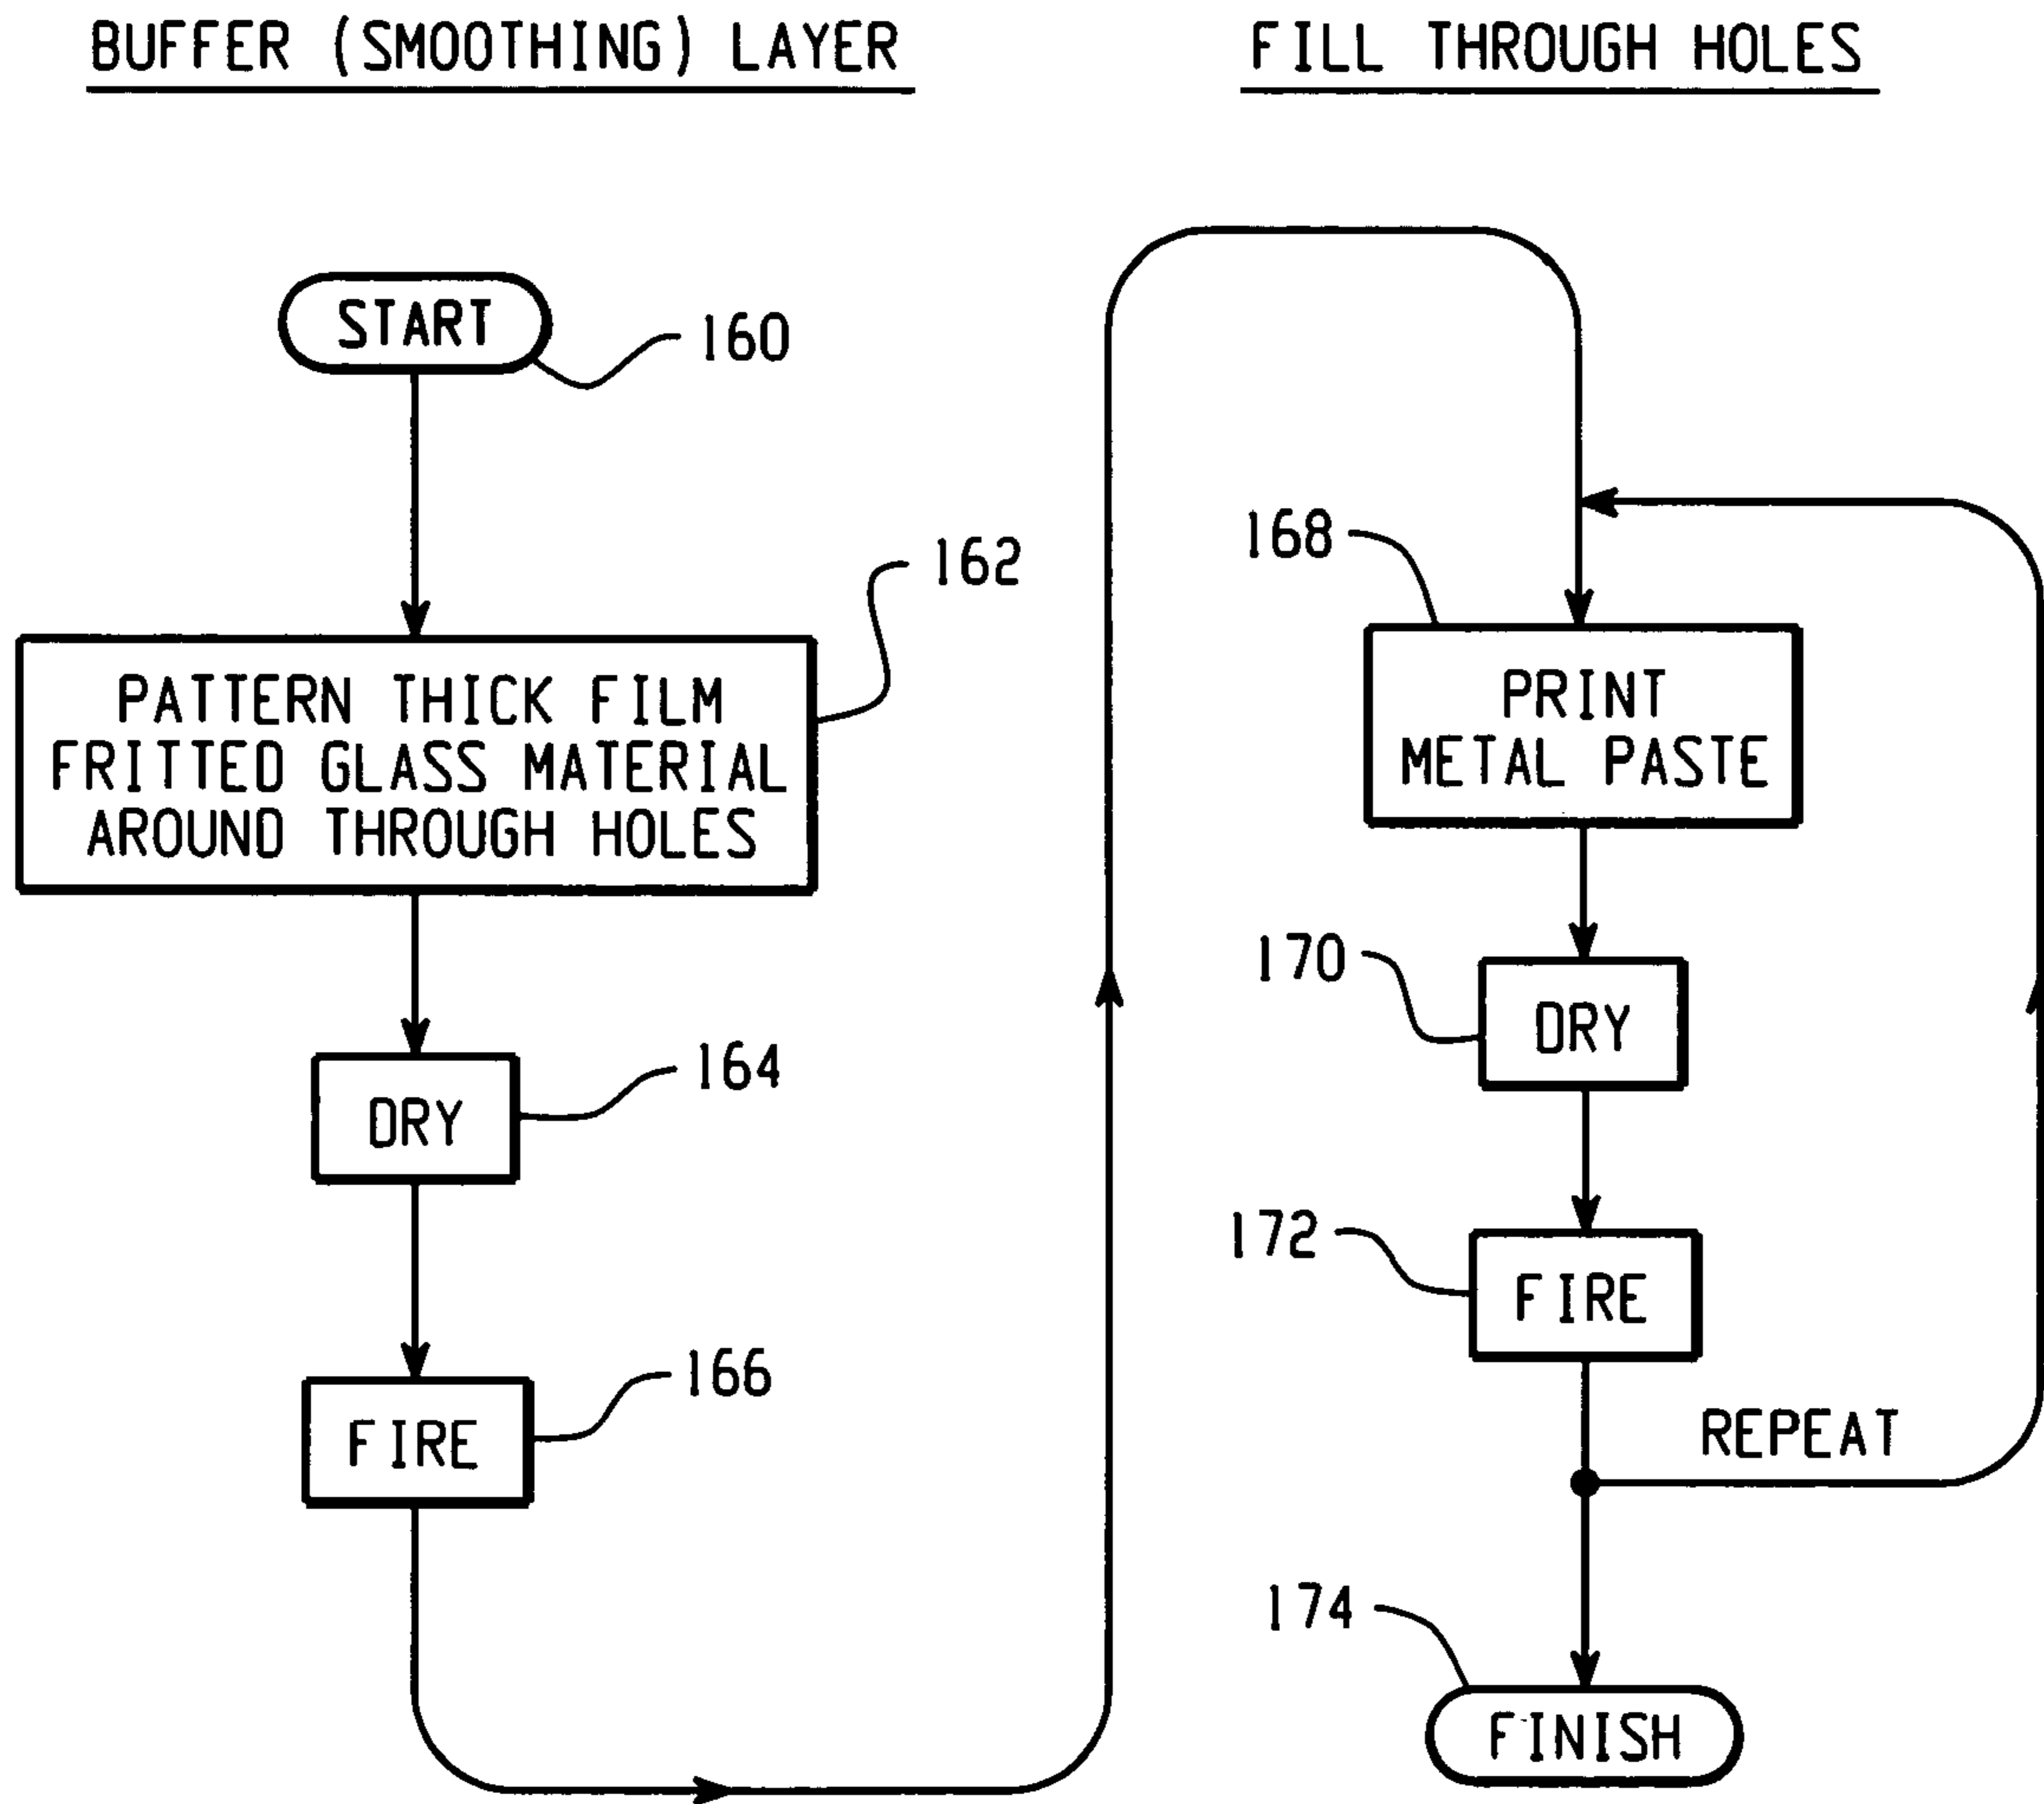 BUFFER (SMOOTHING) LAYER
START
160
162
PATTERN THICK FILM
FRITTED GLASS MATERIAL
AROUND THROUGH HOLES
164
DRY
166
FIRE
FILL THROUGH HOLES
168
PRINT
METAL PASTE
170
DRY
172
FIRE
REPEAT
174
FINISH